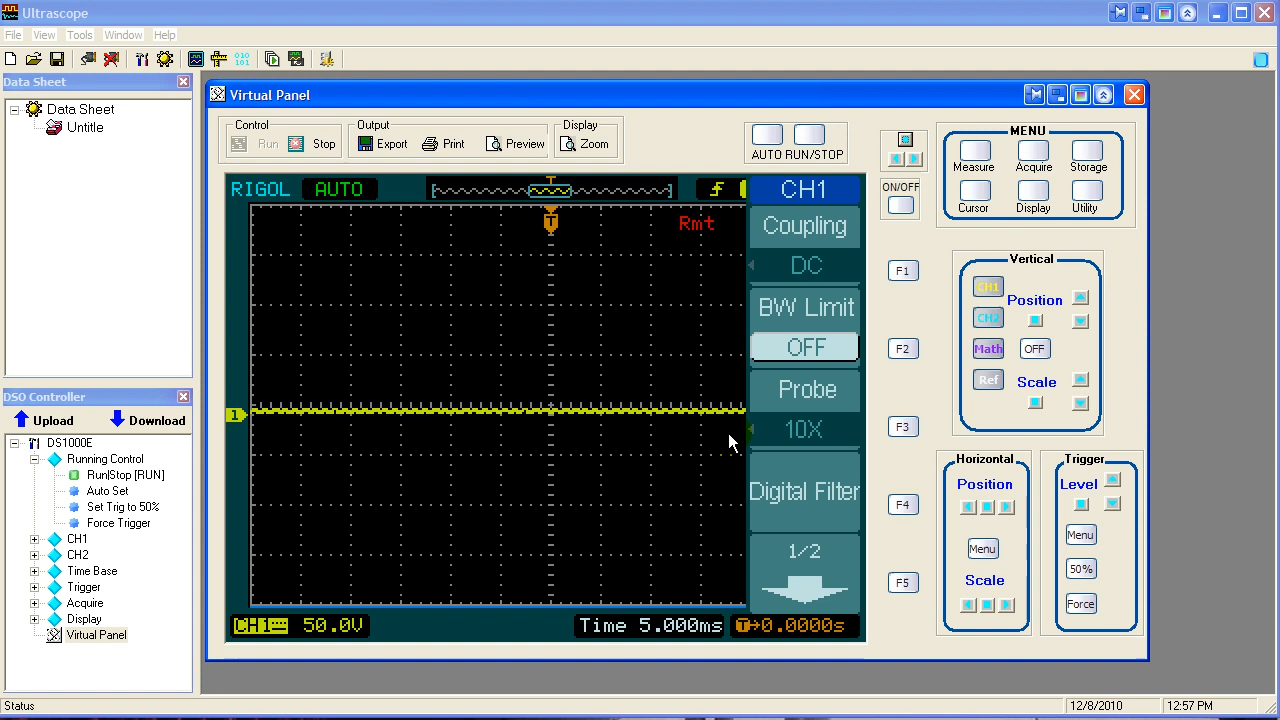 Ultrascope
File View Tools Window Help
Data Sheet
Data Sheet
Untitle
DSO Controller
Upload Download
DS1000E
Running Control
Run|Stop [RUN]
Auto Set
Set Trig to 50%
Force Trigger
CH1
CH2
Time Base
Trigger
Acquire
Display
Virtual Panel
Virtual Panel
Control
Run Stop
Output
Export Print Preview
Display
Zoom
AUTO RUN/STOP
RIGOL AUTO
T
T
Rmt
1
CH1 50.0V
Time 5.000ms
T→0.0000s
CH1
Coupling
DC
BW Limit
OFF
Probe
10X
Digital Filter
1/2
ON/OFF
F1
F2
F3
F4
F5
MENU
Measure Acquire Storage
Cursor Display Utility
Vertical
CH1
Position
CH2
Math OFF
Ref Scale
Horizontal
Position
Menu
Scale
Trigger
Level
Menu
50%
Force
Status
12/8/2010 12:57 PM